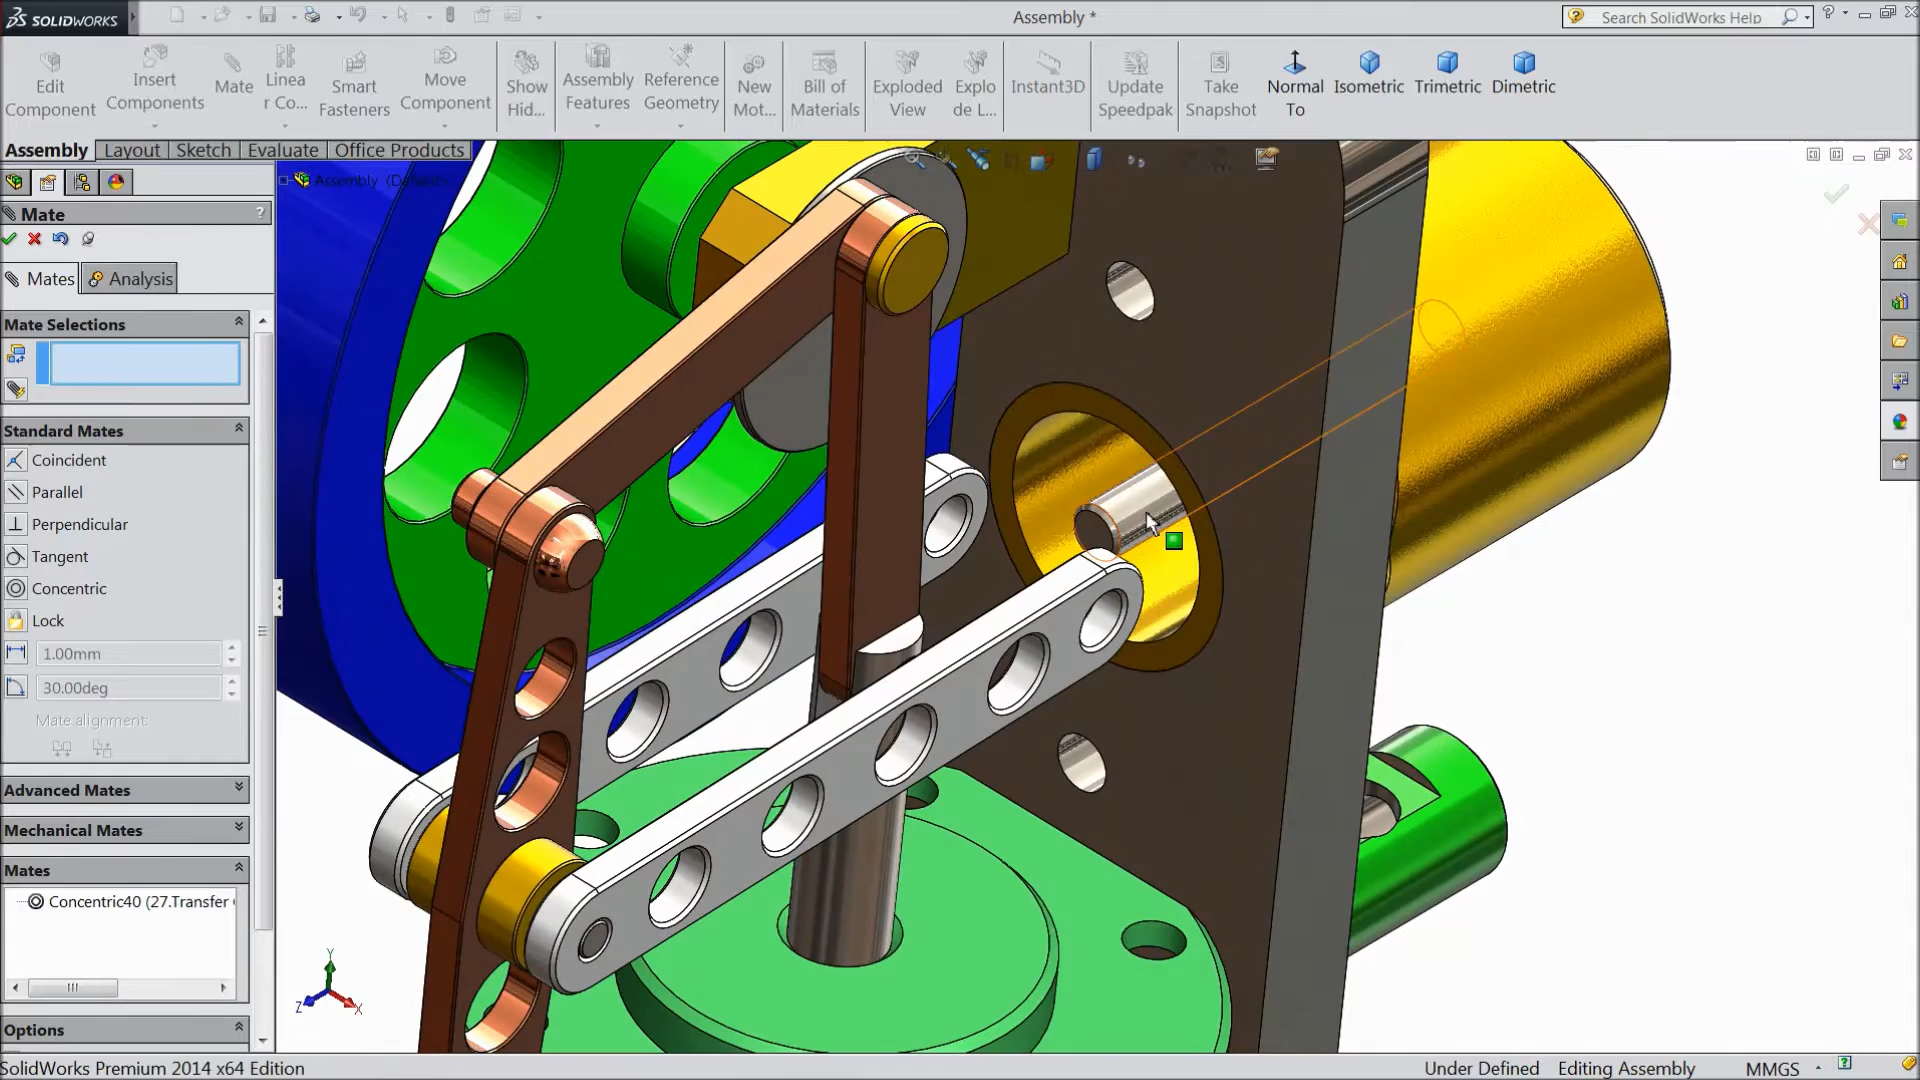 SOLIDWORKS
Assembly *
Search SolidWorks Help
Edit Component
Insert Components
Mate
Linea r Co...
Smart Fasteners
Move Component
Show Hid...
Assembly Features
Reference Geometry
New Mot...
Bill of Materials
Exploded View
Explo de L...
Instant3D
Update Speedpak
Take Snapshot
Normal To
Isometric
Trimetric
Dimetric
Assembly
Layout
Sketch
Evaluate
Office Products
Assembly (Default
Mate
?
Mates
Analysis
Mate Selections
Standard Mates
Coincident
Parallel
Perpendicular
Tangent
Concentric
Lock
1.00mm
30.00deg
Mate alignment:
Advanced Mates
Mechanical Mates
Mates
Concentric40 (27.Transfer
Options
Y
Z
X
SolidWorks Premium 2014 x64 Edition
Under Defined
Editing Assembly
MMGS